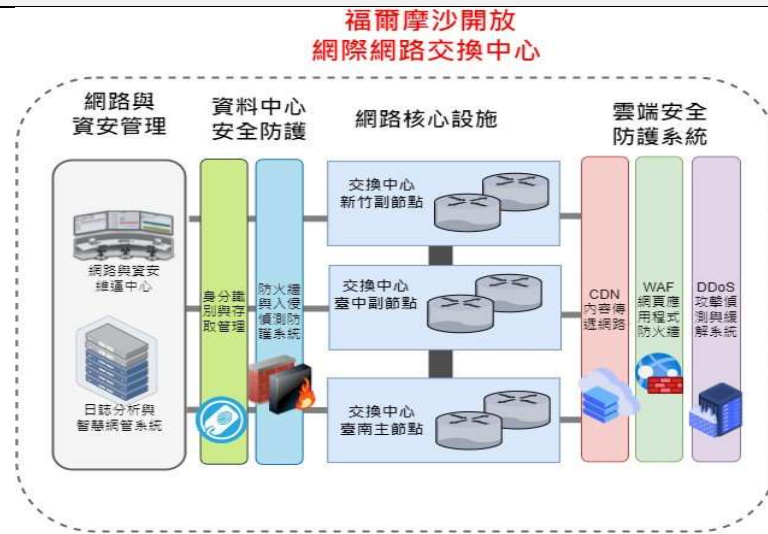 福爾摩沙開放
網際網路交換中心
網路與
資安管理
資料中心
安全防護
網路核心設施
雲端安全
防護系統
網路與資安
維運中心
日誌分析與
智慧網管系統
身分識
別與存
取管理
防火牆
與入侵
偵測防
護系統
交換中心
新竹副節點
交換中心
臺中副節點
交換中心
臺南主節點
CDN
內容傳
遞網路
WAF
網頁應
用程式
防火牆
DDoS
攻擊偵
測與緩
解系統